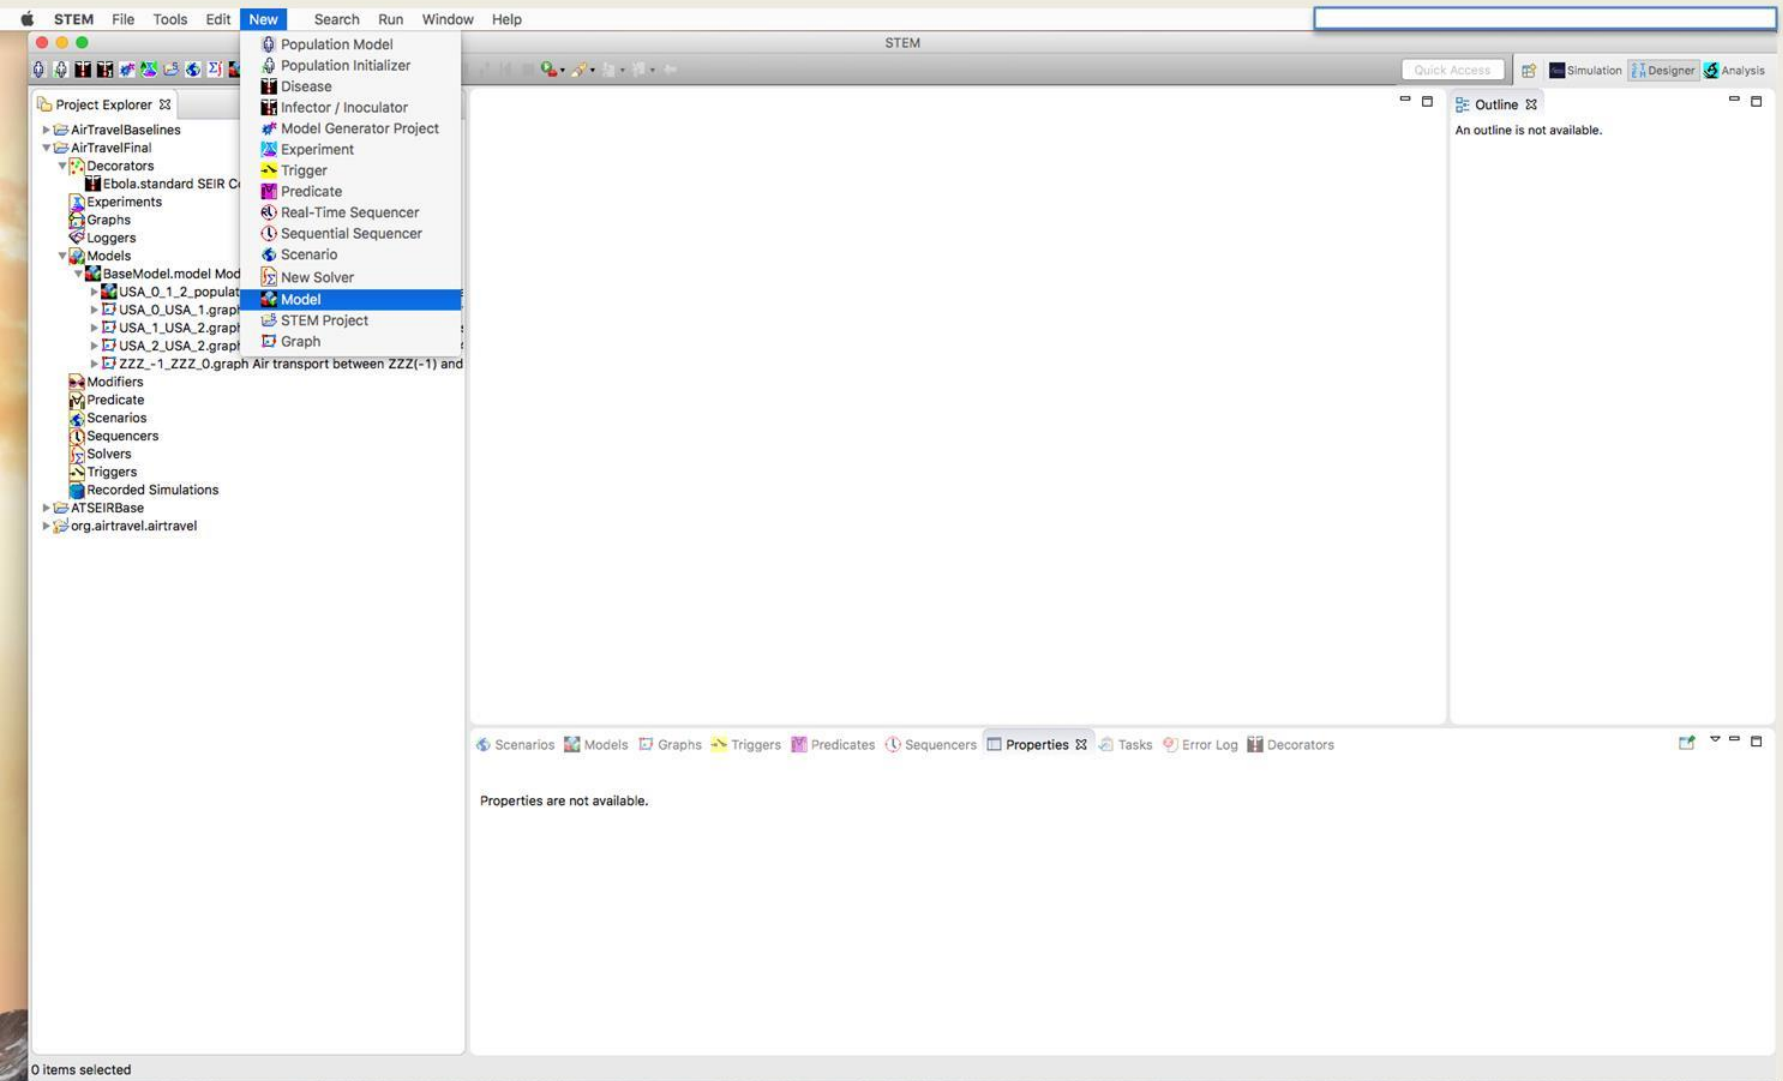 STEM File Tools Edit New Search Run Window Help
STEM
Population Model
Population Initializer
Disease
Infector / Inoculator
Model Generator Project
Experiment
Trigger
Predicate
Real-Time Sequencer
Sequential Sequencer
Scenario
New Solver
Model
STEM Project
Graph
Quick Access
Simulation
Designer
Analysis
Project Explorer
AirTravelBaselines
AirTravelFinal
Decorators
Ebola.standard SEIR
Experiments
Graphs
Loggers
Models
BaseModel.model
USA_0_1_2_populat
USA_0_USA_1.graph
USA_1_USA_2.graph
USA_2_USA_2.graph
ZZZ_-1_ZZZ_0.graph Air transport between ZZZ(-1) and
Modifiers
Predicate
Scenarios
Sequencers
Solvers
Triggers
Recorded Simulations
ATSEIRBase
org.airtravel.airtravel
Outline
An outline is not available.
Scenarios Models Graphs Triggers Predicates Sequencers Properties Tasks Error Log Decorators
Properties are not available.
0 items selected